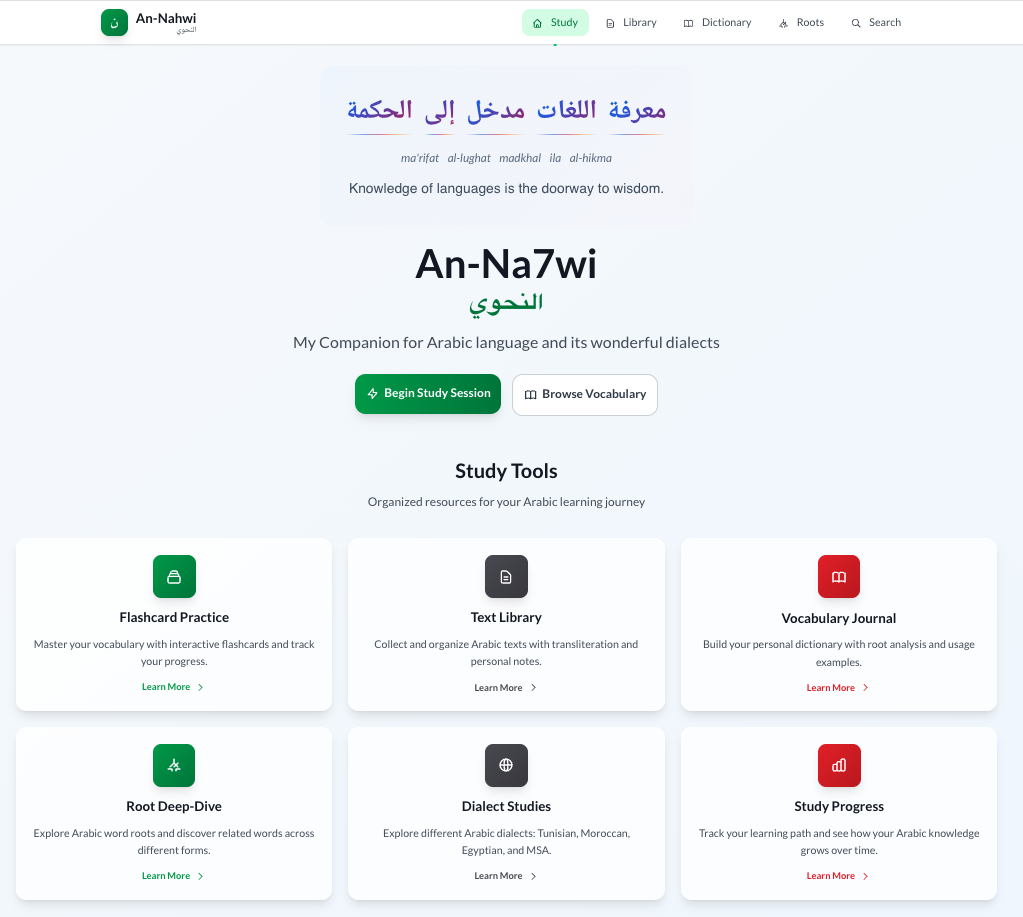 ن
An-Nahwi
النحوي
Study
Library
Dictionary
Roots
Search
معرفة اللغات مدخل إلى الحكمة
ma'rifat al-lughat madkhal ila al-hikma
Knowledge of languages is the doorway to wisdom.
An-Na7wi
النحوي
My Companion for Arabic language and its wonderful dialects
Begin Study Session
Browse Vocabulary
Study Tools
Organized resources for your Arabic learning journey
Flashcard Practice
Master your vocabulary with interactive flashcards and track
your progress.
Learn More
Text Library
Collect and organize Arabic texts with transliteration and
personal notes.
Learn More
Vocabulary Journal
Build your personal dictionary with root analysis and usage
examples.
Learn More
Root Deep-Dive
Explore Arabic word roots and discover related words across
different forms.
Learn More
Dialect Studies
Explore different Arabic dialects: Tunisian, Moroccan,
Egyptian, and MSA.
Learn More
Study Progress
Track your learning path and see how your Arabic knowledge
grows over time.
Learn More